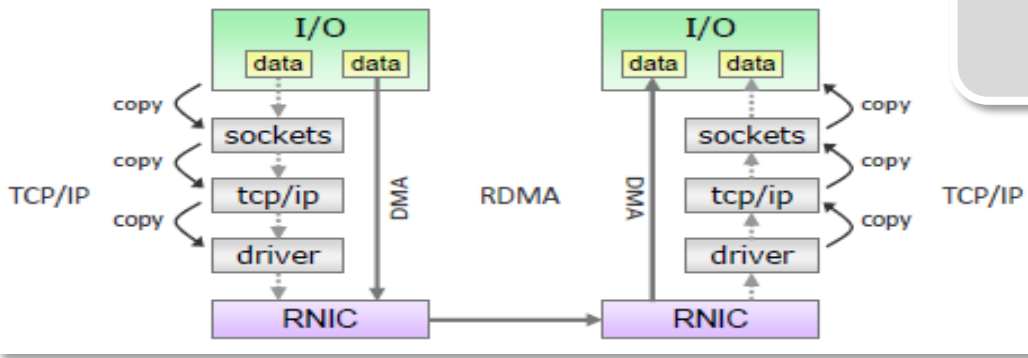 I/O
data data
copy
sockets
copy
TCP/IP
tcp/ip
DMA
copy
driver
RNIC
RDMA
I/O
data data
copy
sockets
copy
DMA
tcp/ip
TCP/IP
copy
driver
RNIC